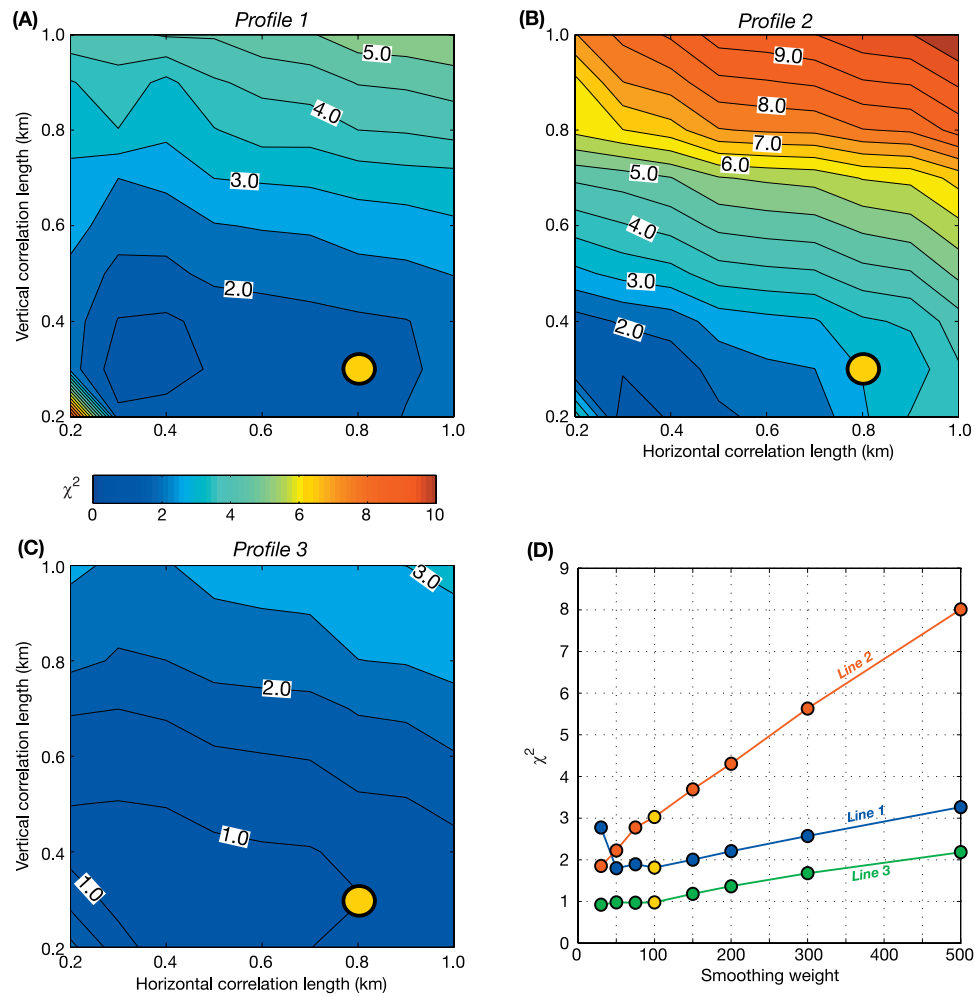 (A)
Profile 1
Vertical correlation length (km)
1.0
0.8
0.6
0.4
0.2
0.2
0.4
0.6
0.8
1.0
5.0
4.0
3.0
2.0
(B)
Profile 2
1.0
0.8
0.6
0.4
0.2
0.2
0.4
0.6
0.8
1.0
Horizontal correlation length (km)
9.0
8.0
7.0
6.0
5.0
4.0
3.0
2.0
χ2
0 2 4 6 8 10
(C)
Profile 3
Vertical correlation length (km)
1.0
0.8
0.6
0.4
0.2
0.2
0.4
0.6
0.8
1.0
Horizontal correlation length (km)
3.0
2.0
1.0
1.0
(D)
χ2
9
8
7
6
5
4
3
2
1
0
0 100 200 300 400 500
Smoothing weight
Line 2
Line 1
Line 3